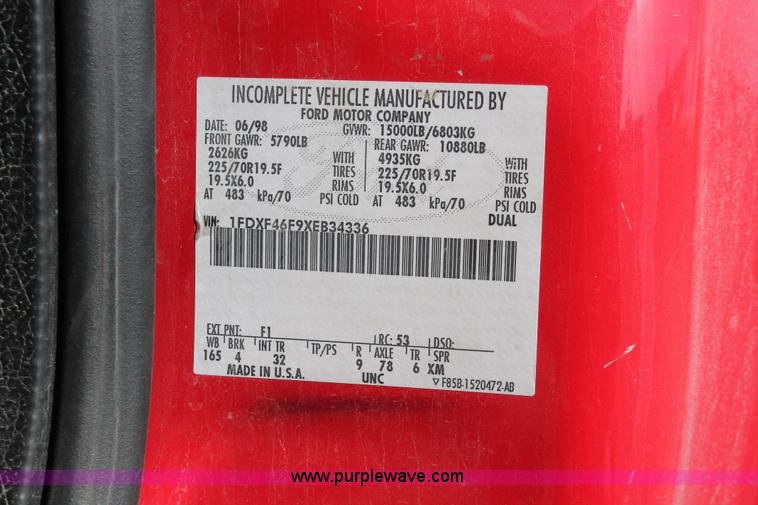 INCOMPLETE VEHICLE MANUFACTURED BY
FORD MOTOR COMPANY
DATE: 06/98 GVWR: 15000LB/6803KG
FRONT GAWR: 5790LB REAR GAWR: 10880LB
2626KG WITH 4935KG WITH
225/70R19.5F TIRES 225/70R19.5F TIRES
19.5X6.0 RIMS 19.5X6.0 RIMS
AT 483 kPa/70 PSI COLD AT 483 kPa/70 PSI COLD
DUAL
VIN: 1FDXF46F9XEB34336
EXT PNT: F1 RC: 53 DSO:
WB BRK INT TR TP/PS R AXLE TR SPR
165 4 32 9 78 6 XM
MADE IN U.S.A. UNC ▽ F85B-1520472-AB
www.purplewave.com